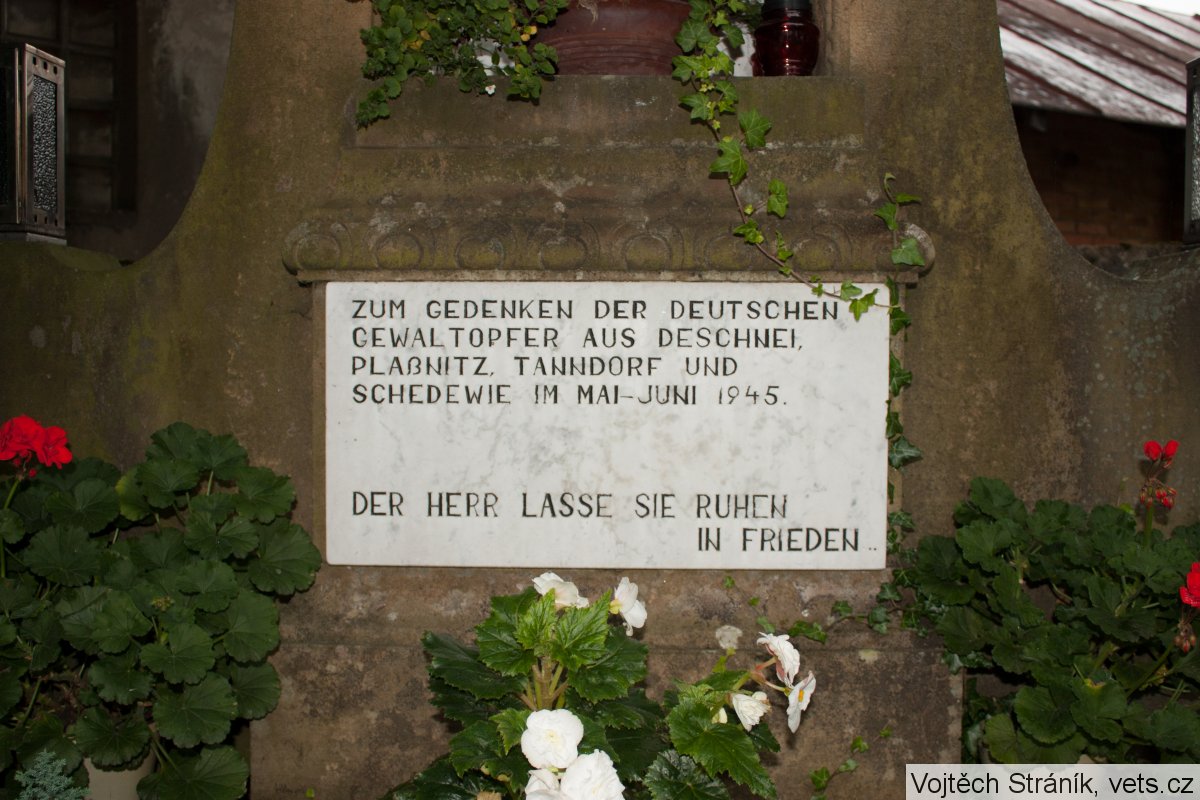 ZUM GEDENKEN DER DEUTSCHEN
GEWALTOPFER AUS DESCHNEI,
PLAßNITZ, TANNDORF UND
SCHEDEWIE IM MAI-JUNI 1945.
DER HERR LASSE SIE RUHEN
IN FRIEDEN..
Vojtěch Stráník, vets.cz